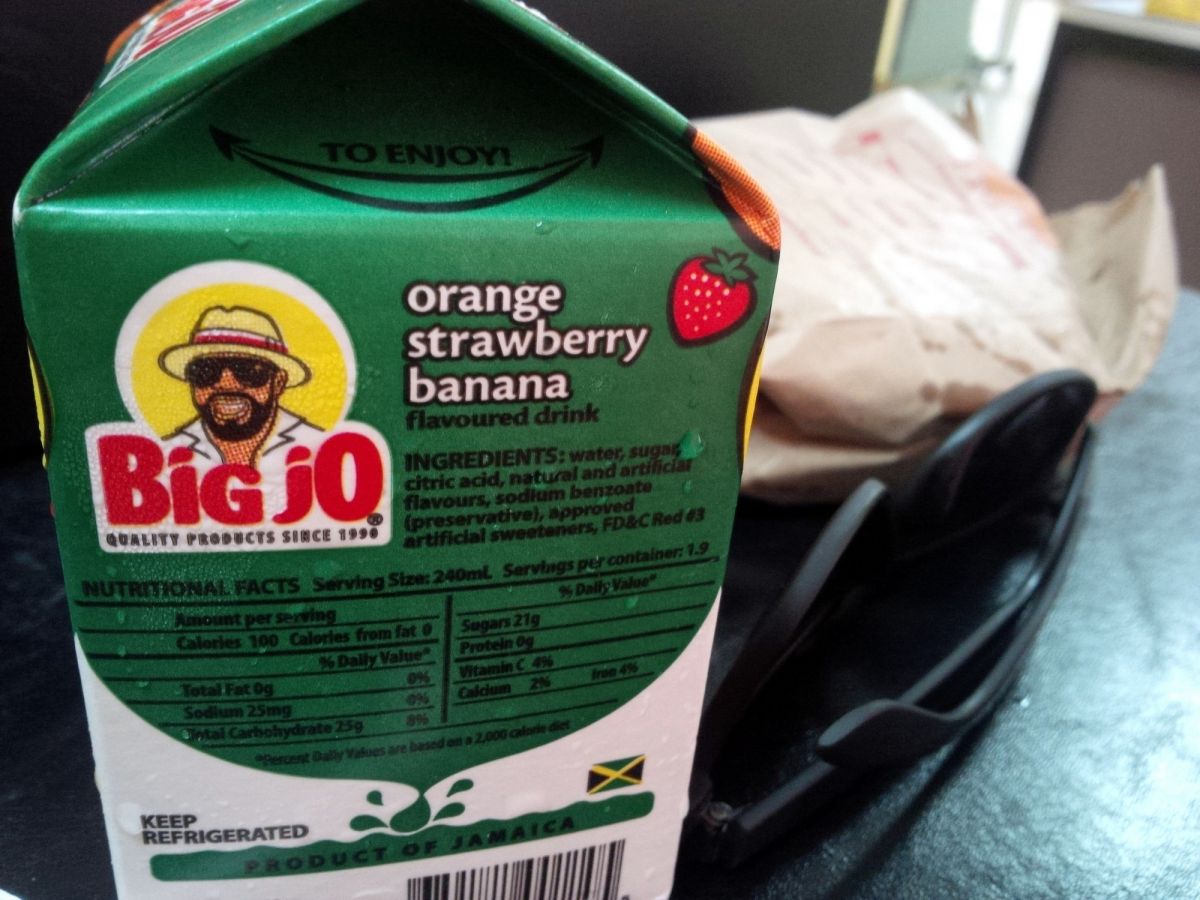 TO ENJOY!
BiG jO®
QUALITY PRODUCTS SINCE 1990
orange
strawberry
banana
flavoured drink
INGREDIENTS: water, sugar,
citric acid, natural and artificial
flavours, sodium benzoate
(preservative), approved
artificial sweeteners, FD&C Red #3
NUTRITIONAL FACTS Serving Size: 240mL Servings per container: 1.9
Amount per serving
Calories 100 Calories from fat 0
% Daily Value*
Total Fat 0g 0%
Sodium 25mg 0%
Total Carbohydrate 25g 8%
% Daily Value*
Sugars 21g
Protein 0g
Vitamin C 4%
Calcium 2% Iron 4%
*Percent Daily Values are based on a 2,000 calorie diet
KEEP
REFRIGERATED
PRODUCT OF JAMAICA